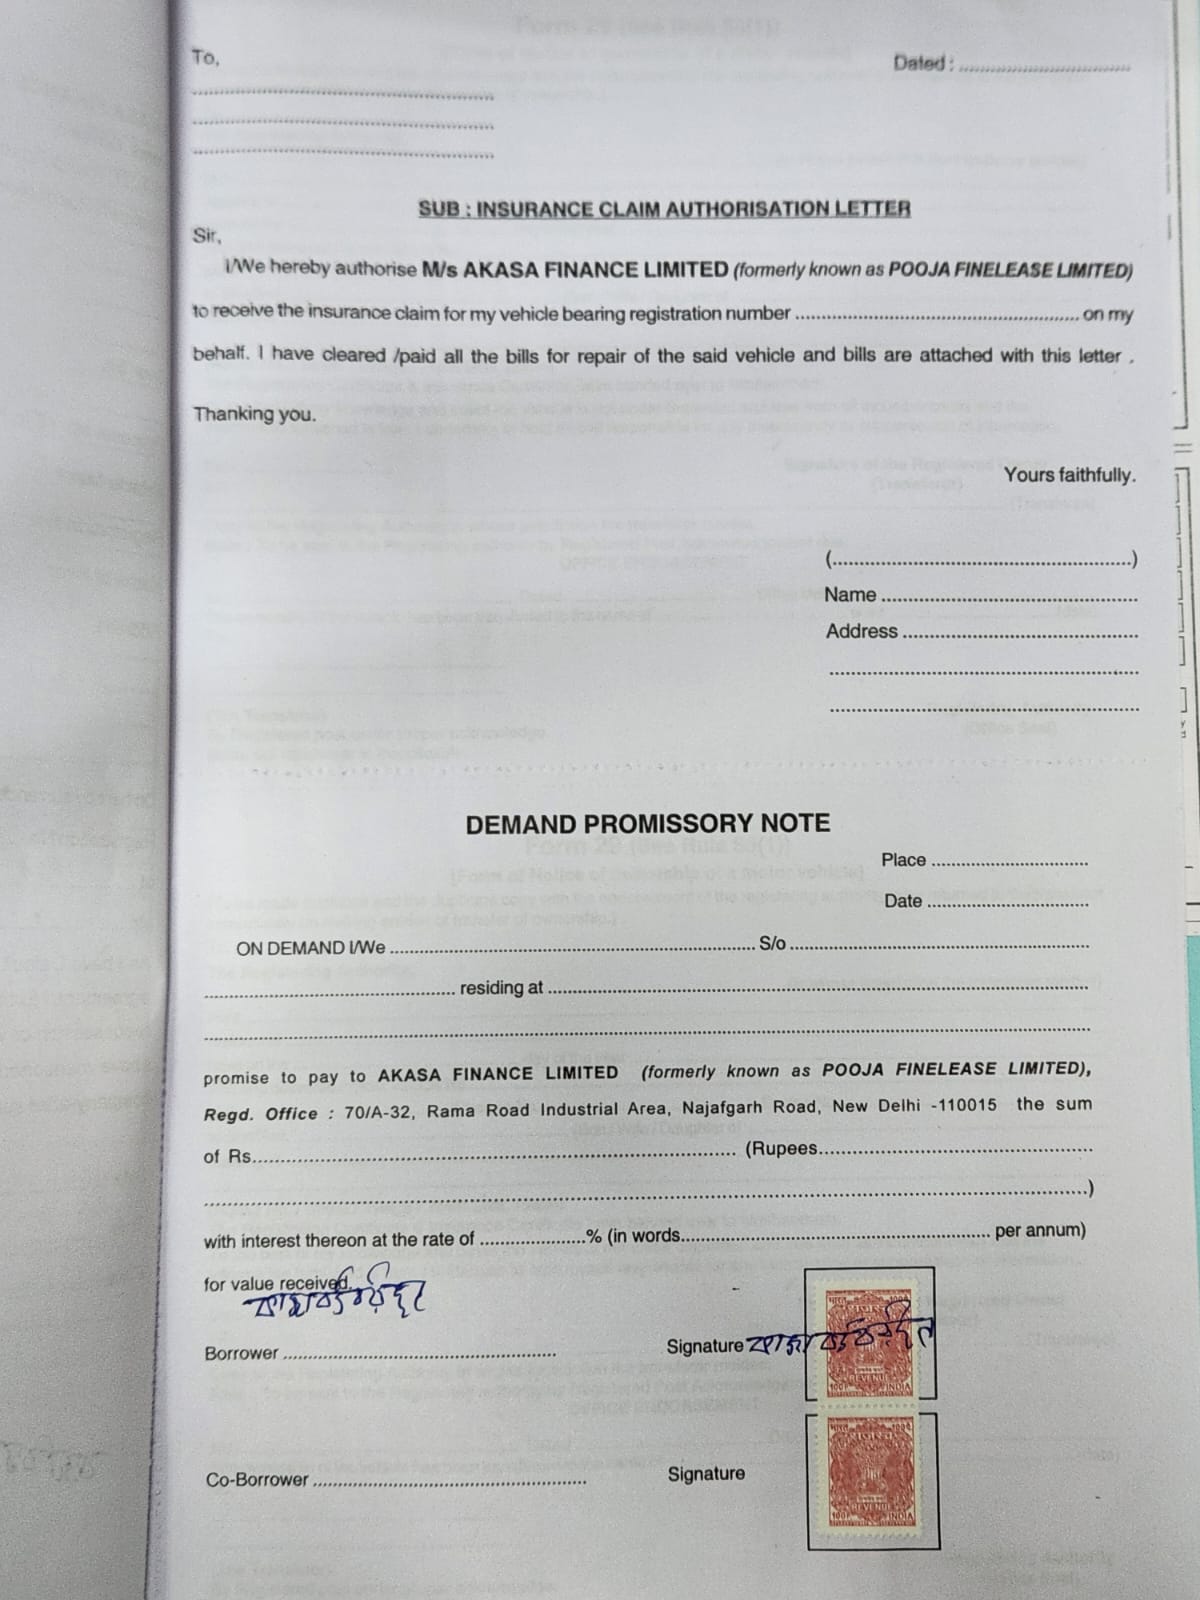 To,
Dated : ........................................
............................................................
............................................................
............................................................
SUB : INSURANCE CLAIM AUTHORISATION LETTER
Sir,
I/We hereby authorise M/s AKASA FINANCE LIMITED (formerly known as POOJA FINELEASE LIMITED)
to receive the insurance claim for my vehicle bearing registration number ............................................................ on my
behalf. I have cleared /paid all the bills for repair of the said vehicle and bills are attached with this letter .
Thanking you.
Yours faithfully.
(............................................................)
Name ............................................................
Address ............................................................
............................................................
............................................................
DEMAND PROMISSORY NOTE
Place ..............................
Date ..............................
ON DEMAND I/We ............................................................ S/o ............................................................
............................................................ residing at ............................................................
............................................................
promise to pay to AKASA FINANCE LIMITED (formerly known as POOJA FINELEASE LIMITED),
Regd. Office : 70/A-32, Rama Road Industrial Area, Najafgarh Road, New Delhi -110015 the sum
of Rs............................................................ (Rupees............................................................
............................................................)
with interest thereon at the rate of .....................% (in words............................................................ per annum)
for value received.
Borrower ............................................................
Signature
REVENUE
INDIA
Co-Borrower ............................................................
Signature
REVENUE
INDIA